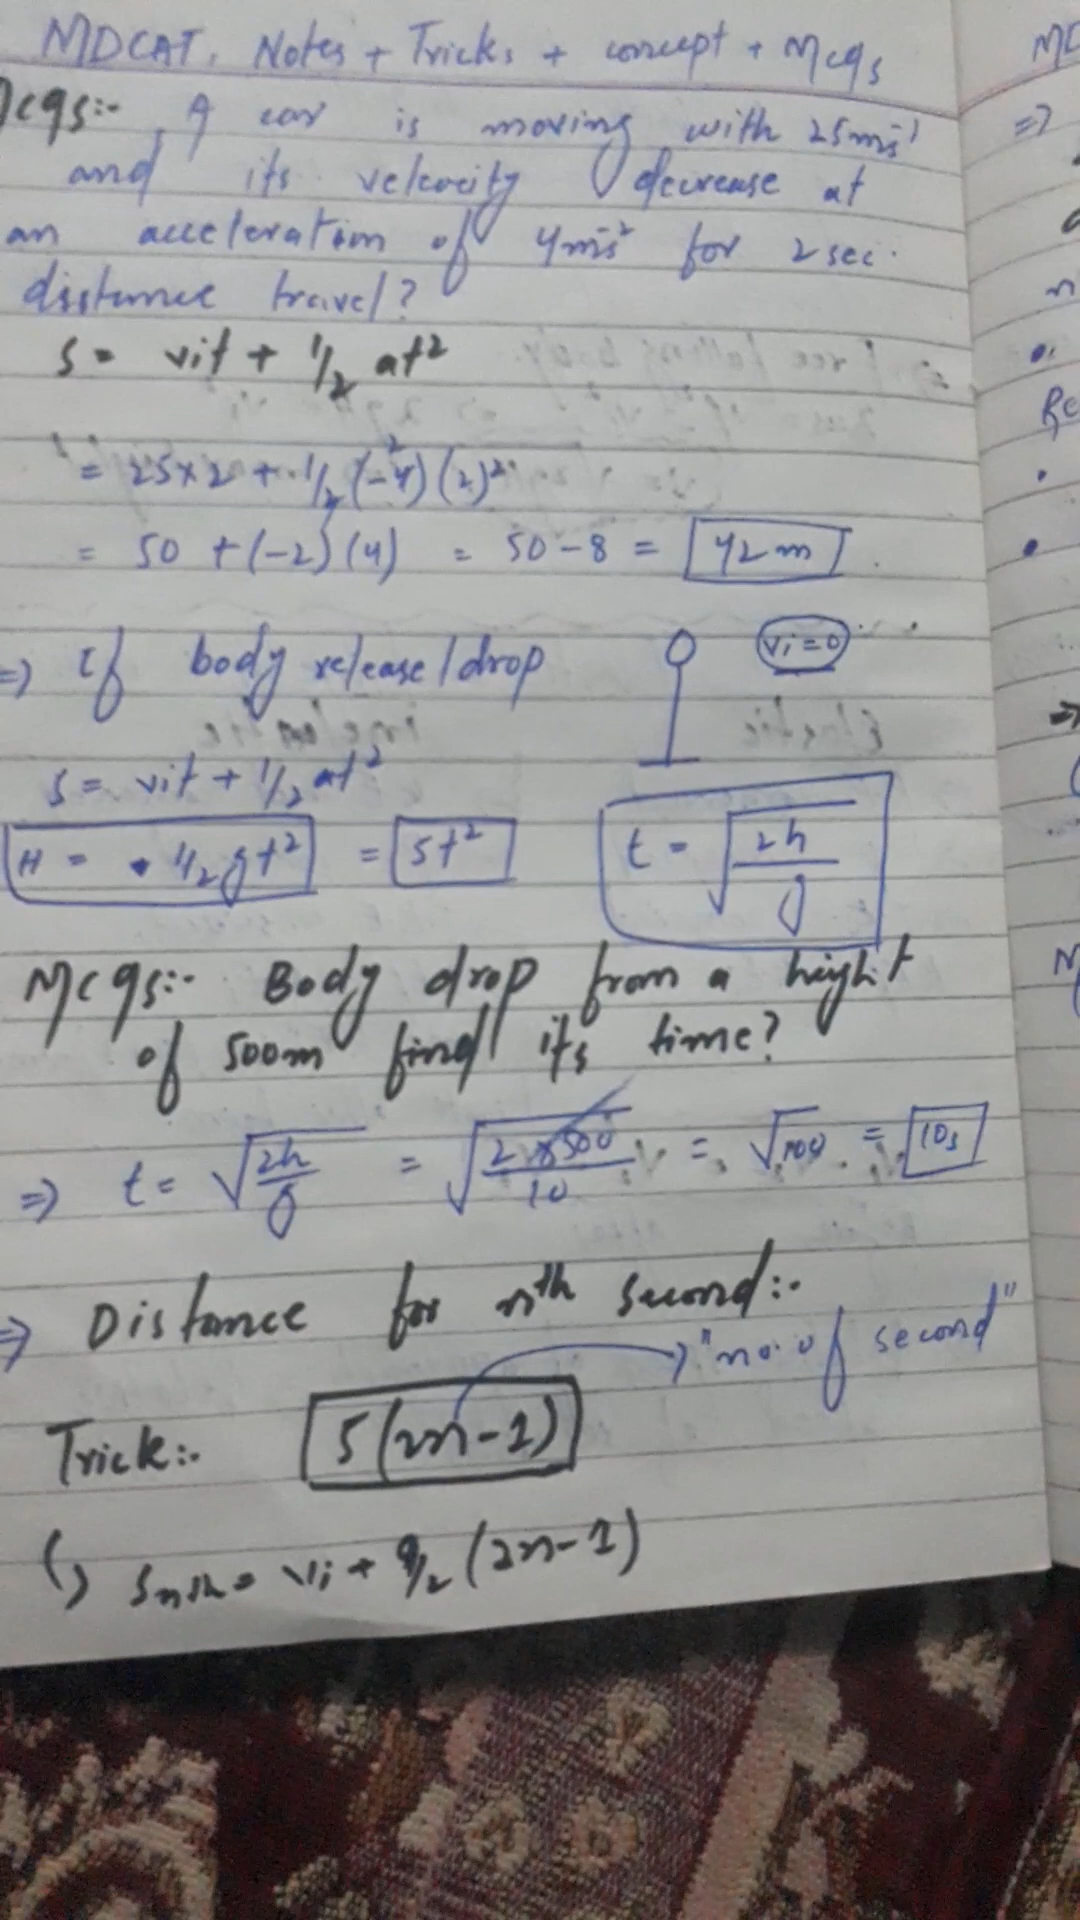 MDCAT, Notes + Tricks + concept + Mcqs
Mcqs:- A car is moving with 25ms⁻¹
and its velocity decrease at
an acceleration of 4ms⁻² for 2 sec.
distance travel?
S = vit + 1/2 at²
= 25×2 + 1/2 (-4) (2)²
= 50 + (-2) (4) = 50 - 8 = 42 m
=> if body release/drop vi = 0
S = vit + 1/2 at²
H = 1/2 gt² = 5t² t = √2h/g
Mcqs:- Body drop from a height
of 500m find its time?
=> t = √2h/g = √2×500/10 = √100 = 10s
=> Distance for nth second:-
"no. of second"
Trick:- 5(2n-1)
↳ Snth = vi + a/2 (2n-1)